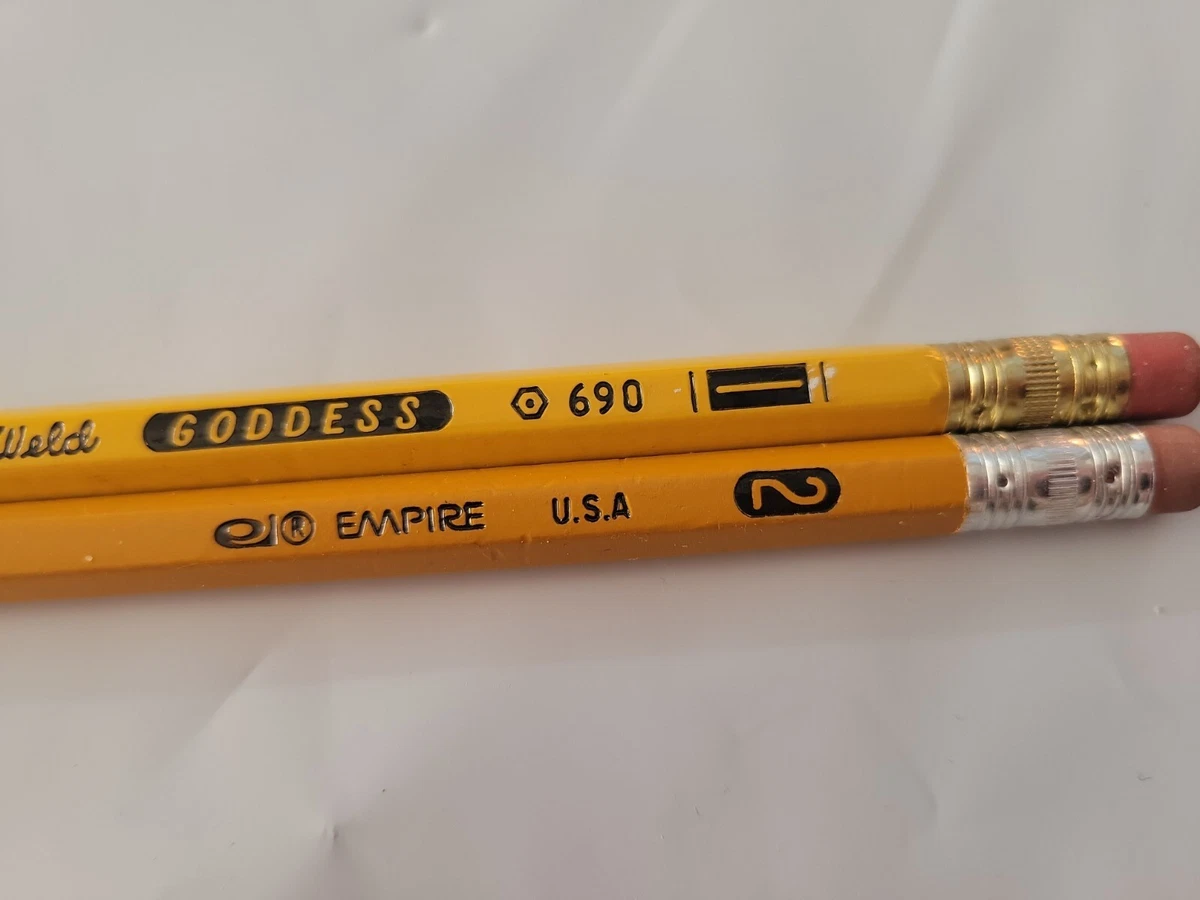 Weld GODDESS 690 1
e® EMPIRE U.S.A 2